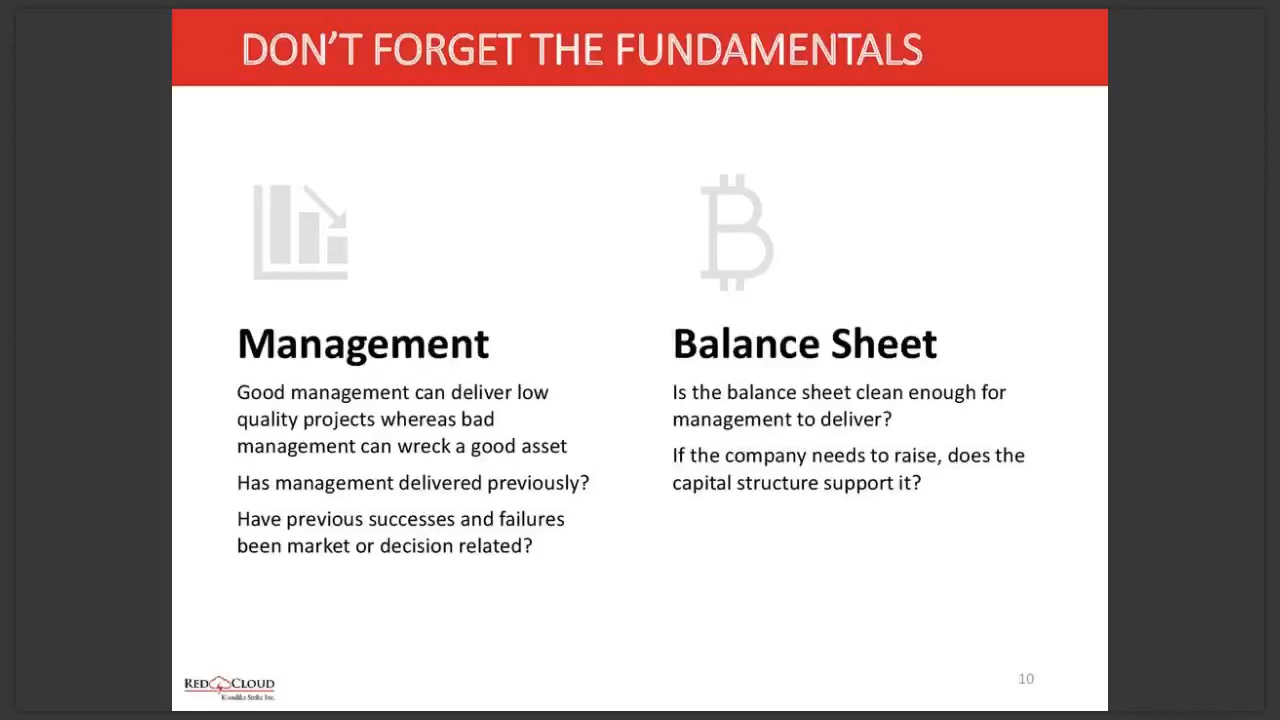 DON'T FORGET THE FUNDAMENTALS
Management
Good management can deliver low
quality projects whereas bad
management can wreck a good asset
Has management delivered previously?
Have previous successes and failures
been market or decision related?
Balance Sheet
Is the balance sheet clean enough for
management to deliver?
If the company needs to raise, does the
capital structure support it?
RED CLOUD
Klondike Strike Inc.
10